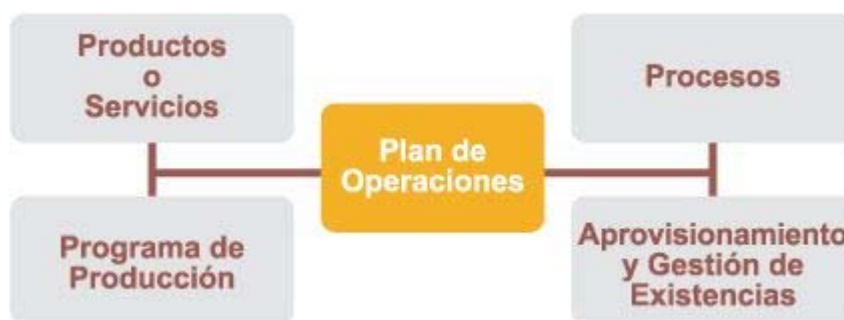 Productos
o
Servicios
Procesos
Plan de
Operaciones
Programa de
Producción
Aprovisionamiento
y Gestión de
Existencias